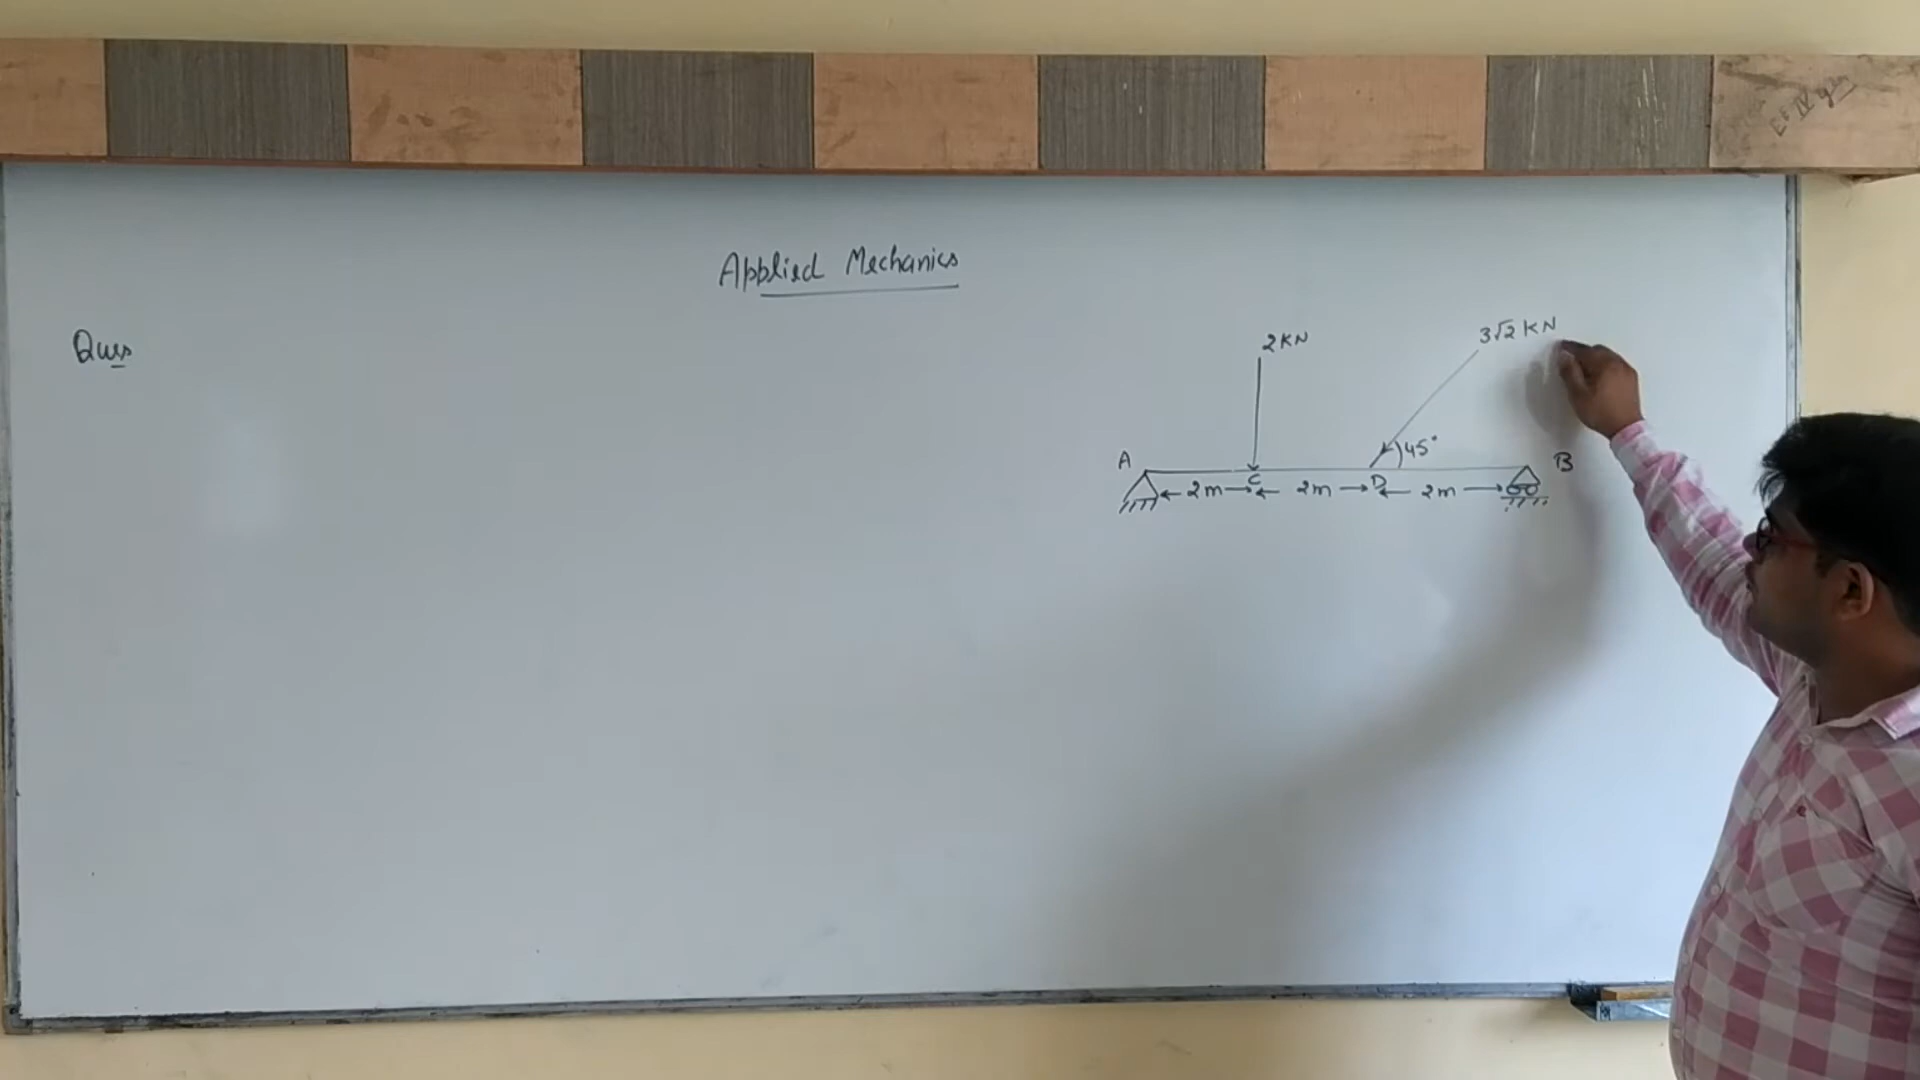 Applied Mechanics
Ques
2KN
3√2 KN
45°
A
B
C
D
2m
2m
2m